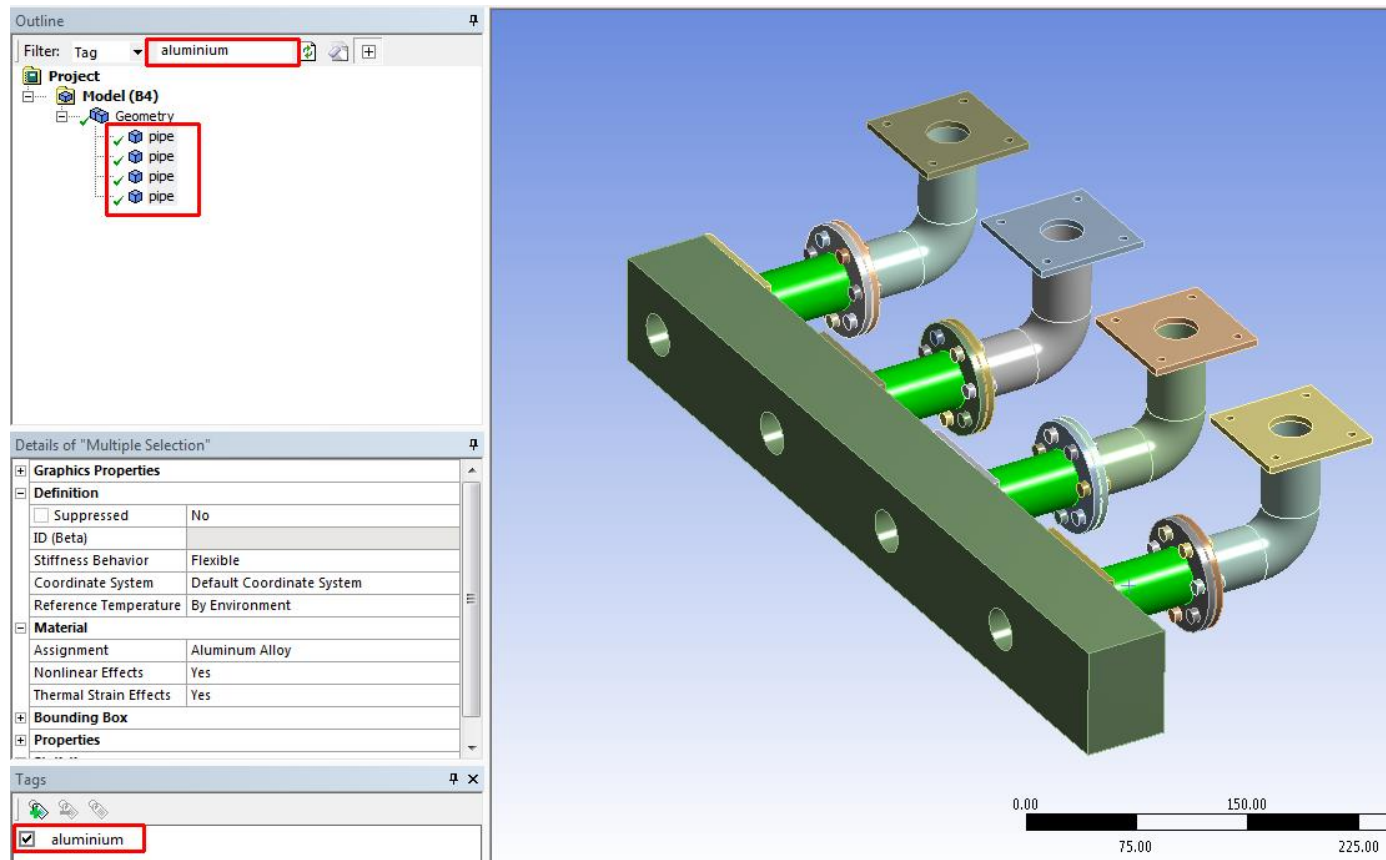 Outline
Filter: Tag aluminium
Project
Model (B4)
Geometry
pipe
pipe
pipe
pipe
Details of "Multiple Selection"
Graphics Properties
Definition
Suppressed No
ID (Beta)
Stiffness Behavior Flexible
Coordinate System Default Coordinate System
Reference Temperature By Environment
Material
Assignment Aluminum Alloy
Nonlinear Effects Yes
Thermal Strain Effects Yes
Bounding Box
Properties
Tags
aluminium
0.00 150.00
75.00 225.00